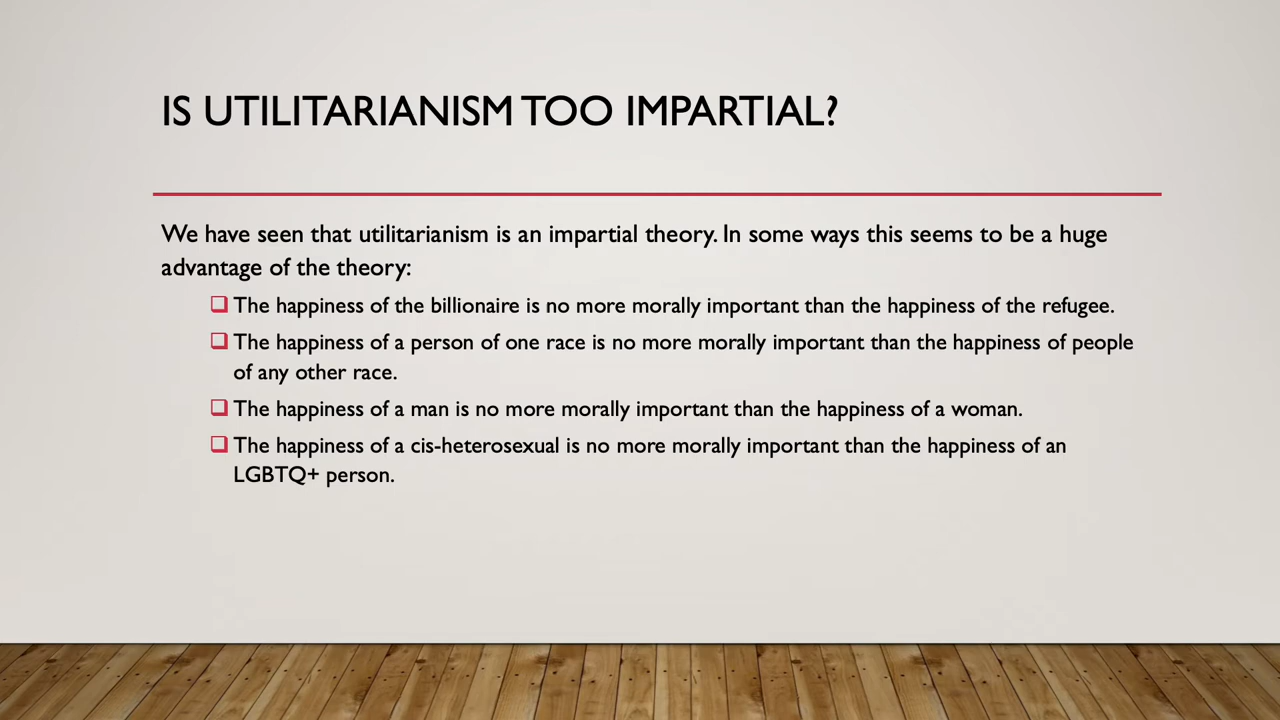 IS UTILITARIANISM TOO IMPARTIAL?
We have seen that utilitarianism is an impartial theory. In some ways this seems to be a huge
advantage of the theory:
❑ The happiness of the billionaire is no more morally important than the happiness of the refugee.
❑ The happiness of a person of one race is no more morally important than the happiness of people
of any other race.
❑ The happiness of a man is no more morally important than the happiness of a woman.
❑ The happiness of a cis-heterosexual is no more morally important than the happiness of an
LGBTQ+ person.